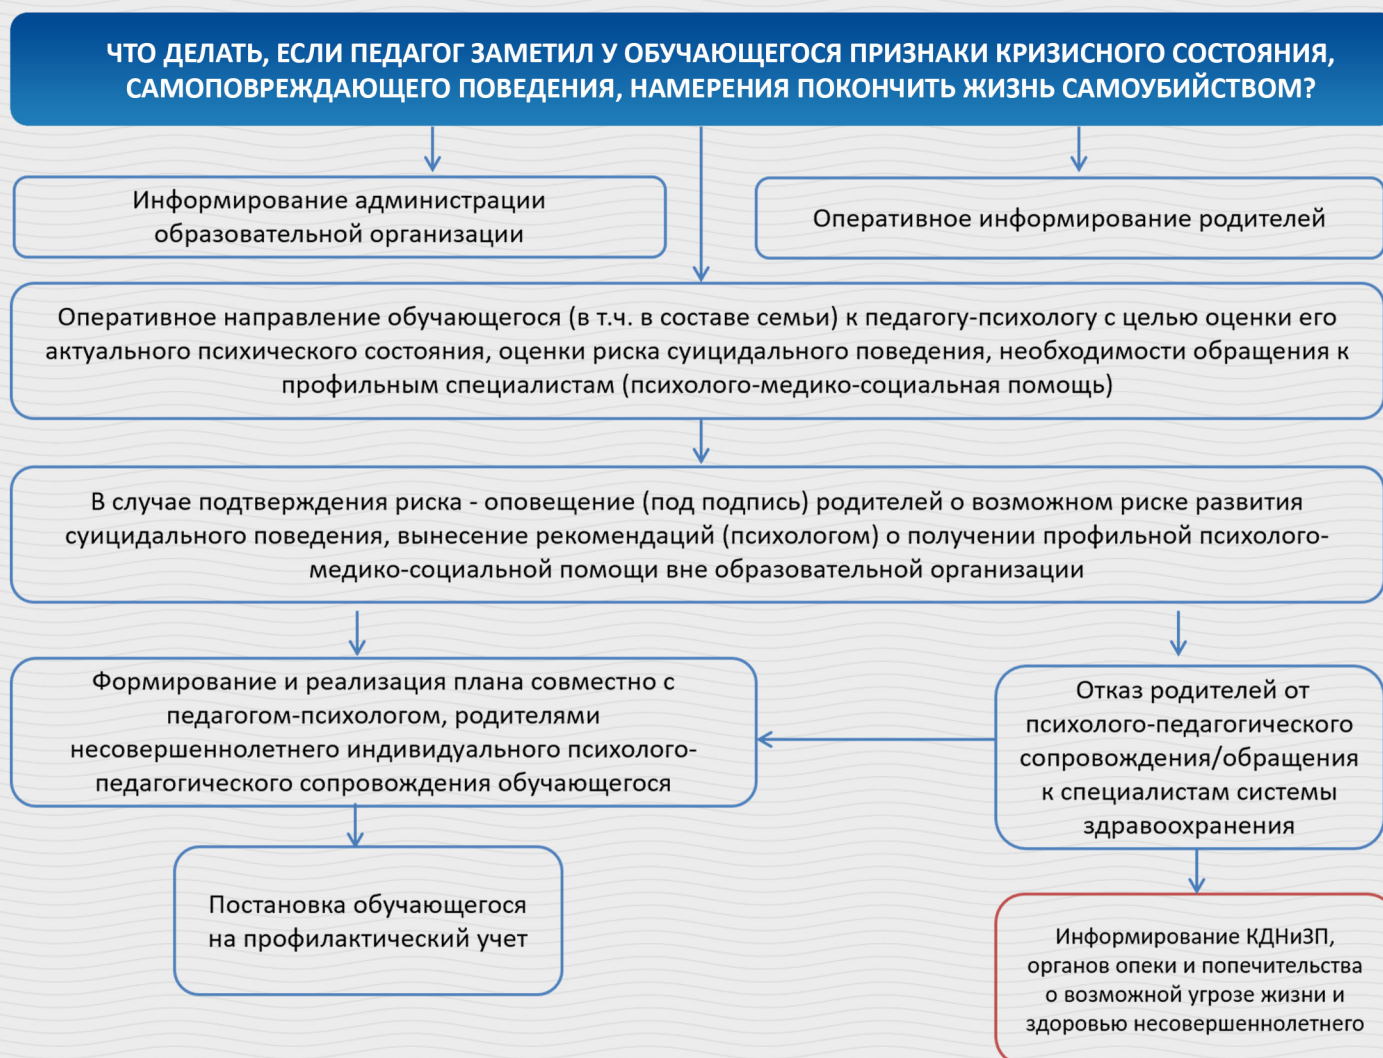 ЧТО ДЕЛАТЬ, ЕСЛИ ПЕДАГОГ ЗАМЕТИЛ У ОБУЧАЮЩЕГОСЯ ПРИЗНАКИ КРИЗИСНОГО СОСТОЯНИЯ,
САМОПОВРЕЖДАЮЩЕГО ПОВЕДЕНИЯ, НАМЕРЕНИЯ ПОКОНЧИТЬ ЖИЗНЬ САМОУБИЙСТВОМ?
Информирование администрации
образовательной организации
Оперативное информирование родителей
Оперативное направление обучающегося (в т.ч. в составе семьи) к педагогу-психологу с целью оценки его
актуального психического состояния, оценки риска суицидального поведения, необходимости обращения к
профильным специалистам (психолого-медико-социальная помощь)
В случае подтверждения риска - оповещение (под подпись) родителей о возможном риске развития
суицидального поведения, вынесение рекомендаций (психологом) о получении профильной психолого-
медико-социальной помощи вне образовательной организации
Формирование и реализация плана совместно с
педагогом-психологом, родителями
несовершеннолетнего индивидуального психолого-
педагогического сопровождения обучающегося
Отказ родителей от
психолого-педагогического
сопровождения/обращения
к специалистам системы
здравоохранения
Постановка обучающегося
на профилактический учет
Информирование КДНиЗП,
органов опеки и попечительства
о возможной угрозе жизни и
здоровью несовершеннолетнего